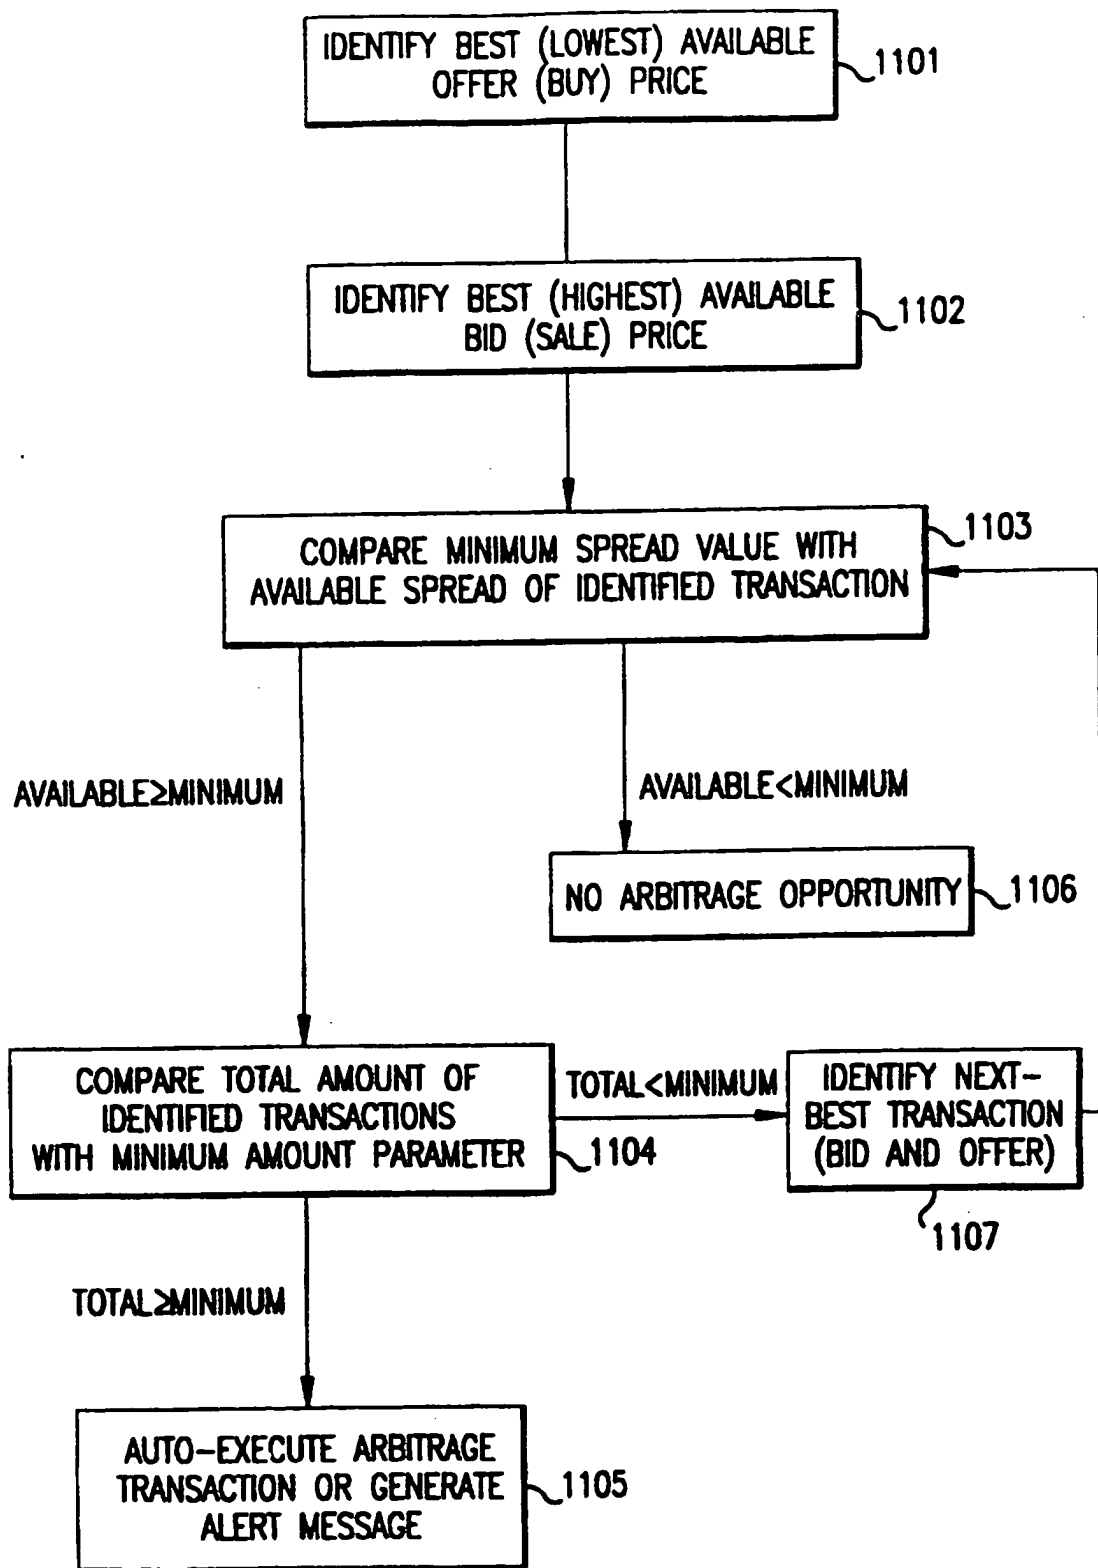 IDENTIFY BEST (LOWEST) AVAILABLE
OFFER (BUY) PRICE
1101
IDENTIFY BEST (HIGHEST) AVAILABLE
BID (SALE) PRICE
1102
COMPARE MINIMUM SPREAD VALUE WITH
AVAILABLE SPREAD OF IDENTIFIED TRANSACTION
1103
AVAILABLE≥MINIMUM
AVAILABLE<MINIMUM
NO ARBITRAGE OPPORTUNITY
1106
COMPARE TOTAL AMOUNT OF
IDENTIFIED TRANSACTIONS
WITH MINIMUM AMOUNT PARAMETER
1104
TOTAL<MINIMUM
IDENTIFY NEXT-
BEST TRANSACTION
(BID AND OFFER)
1107
TOTAL≥MINIMUM
AUTO-EXECUTE ARBITRAGE
TRANSACTION OR GENERATE
ALERT MESSAGE
1105